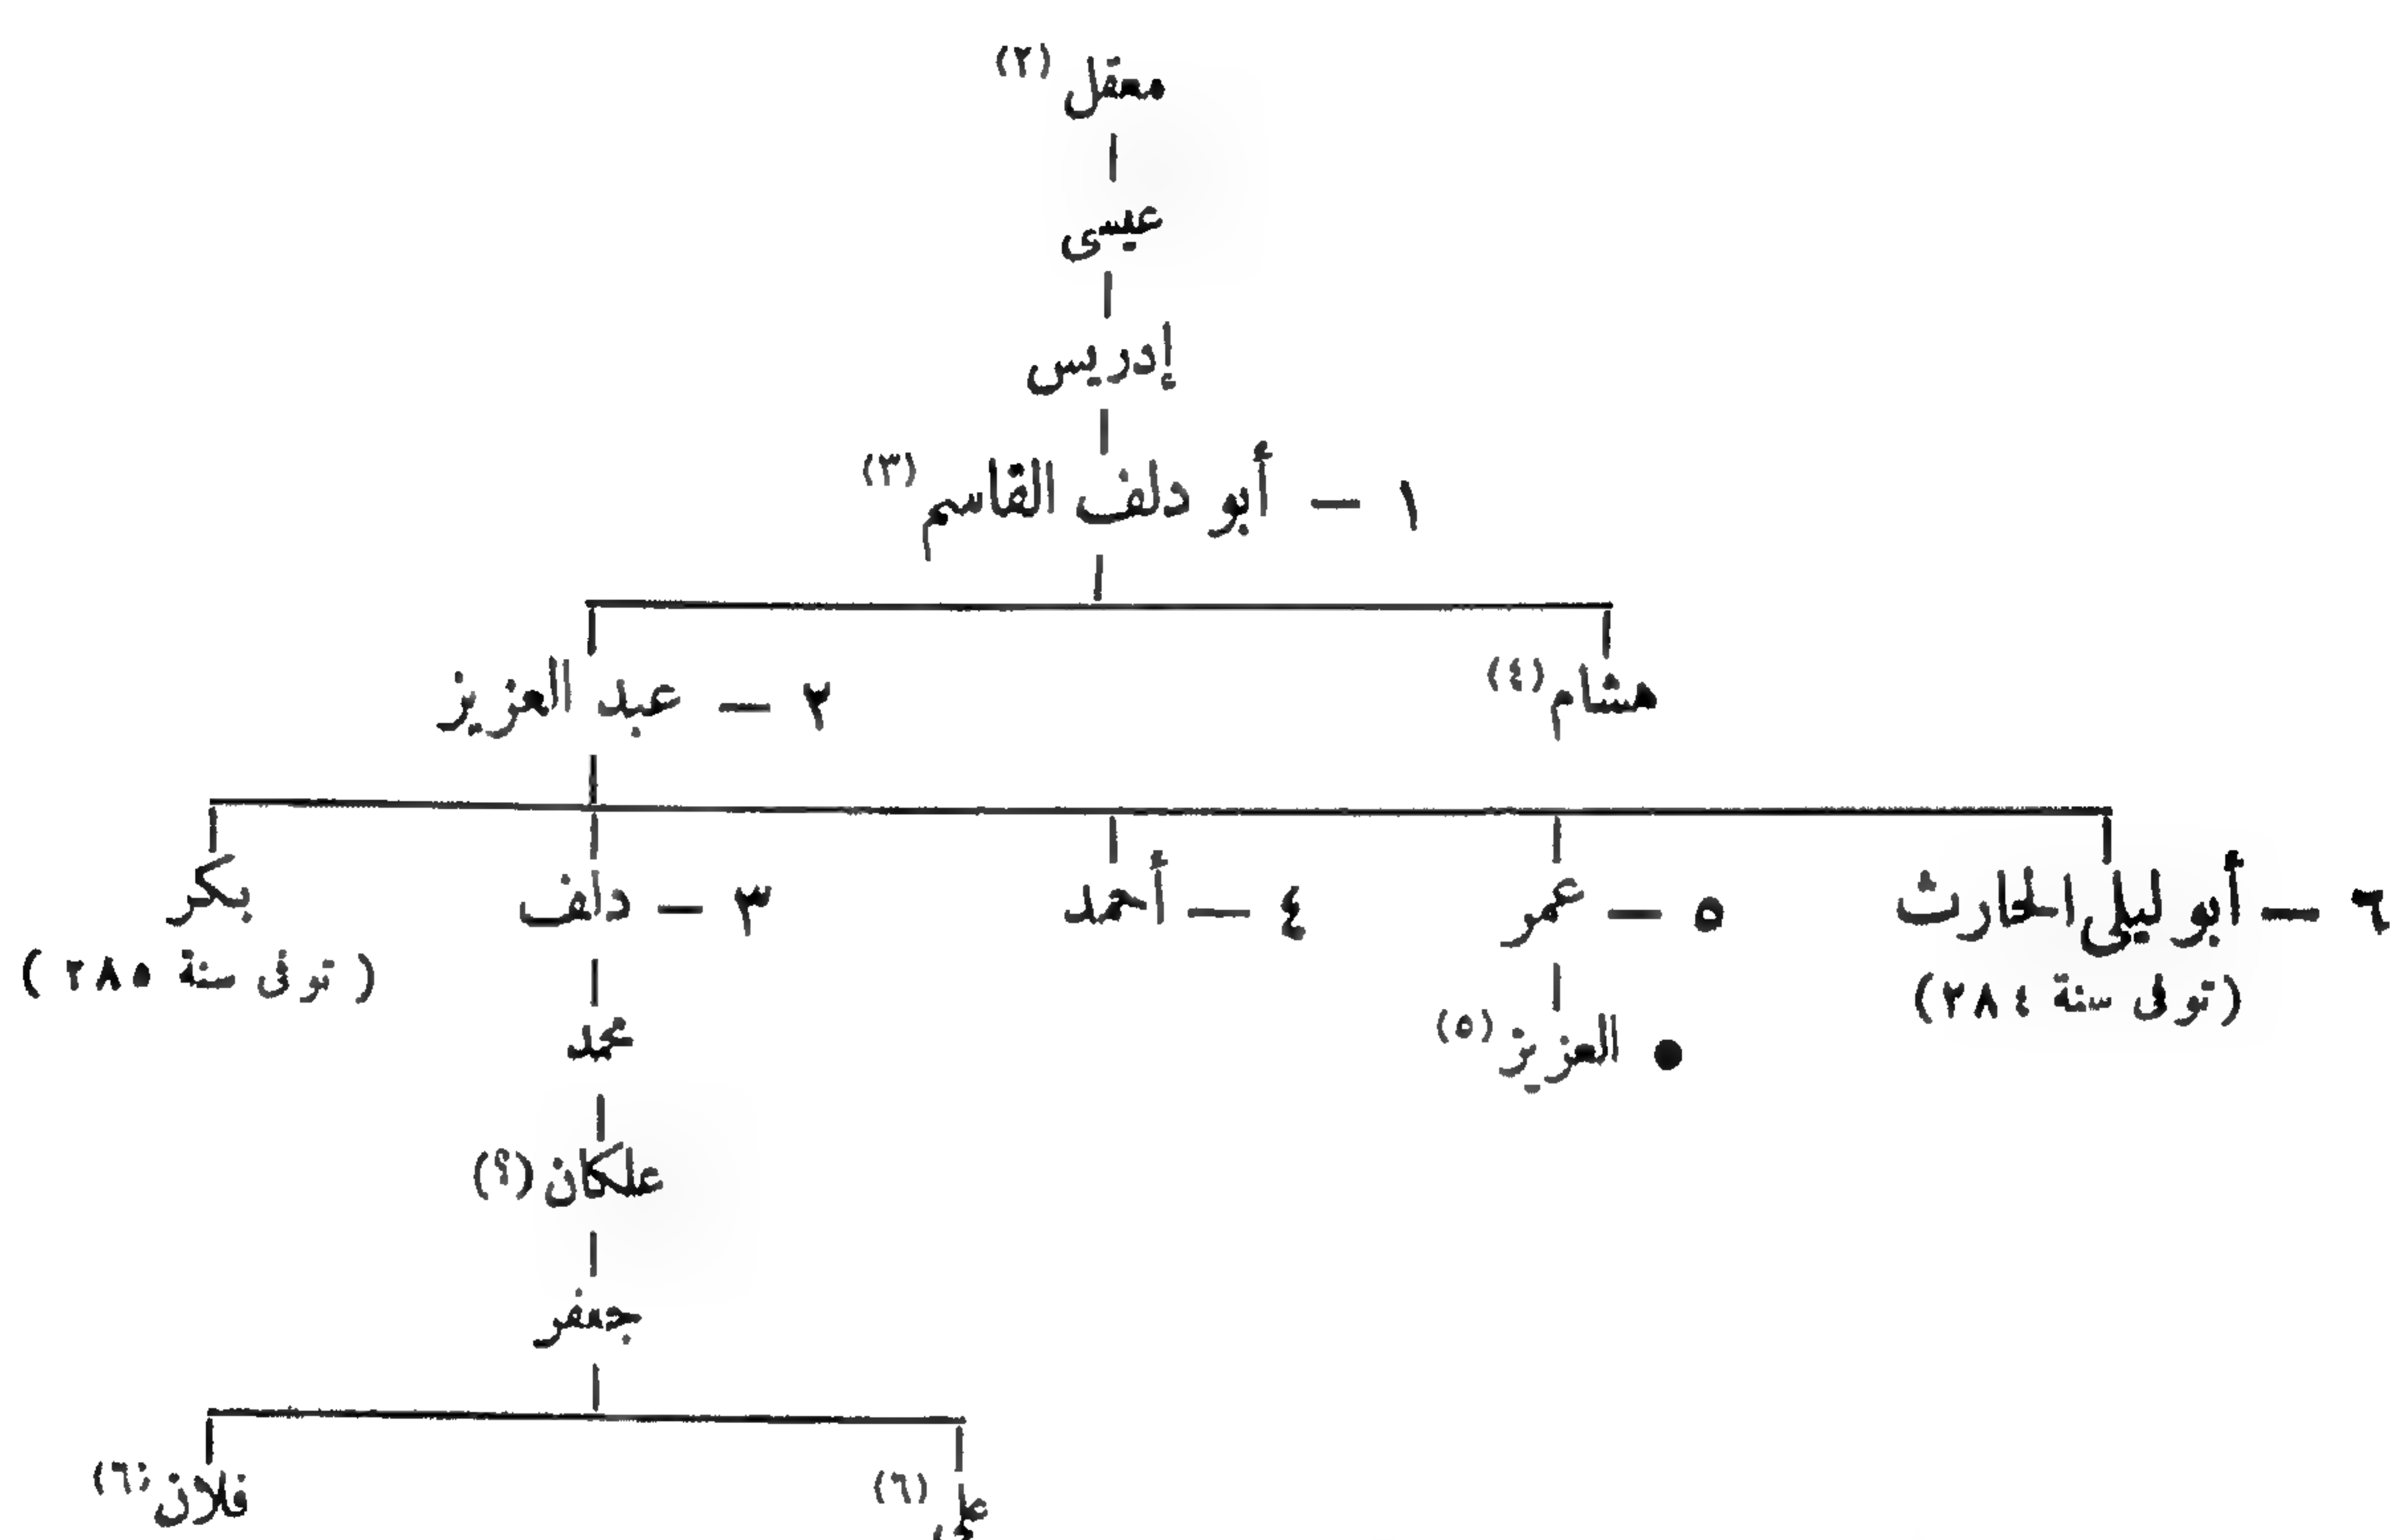 معقل (٢)
عيسى
إدريس
١ — أبو دلف القاسم (٣)
هشام (٤)
٢ — عبد العزيز
٦ — أبو ليلى الحارث
(توفى سنة ٢٨٤)
٥ — عمر
٤ — أحمد
٣ — دلف
بكر
(توفى سنة ٢٨٥)
● العزيز (٥)
محمد
علكان (؟)
جعفر
على (٦)
فلان (٦)